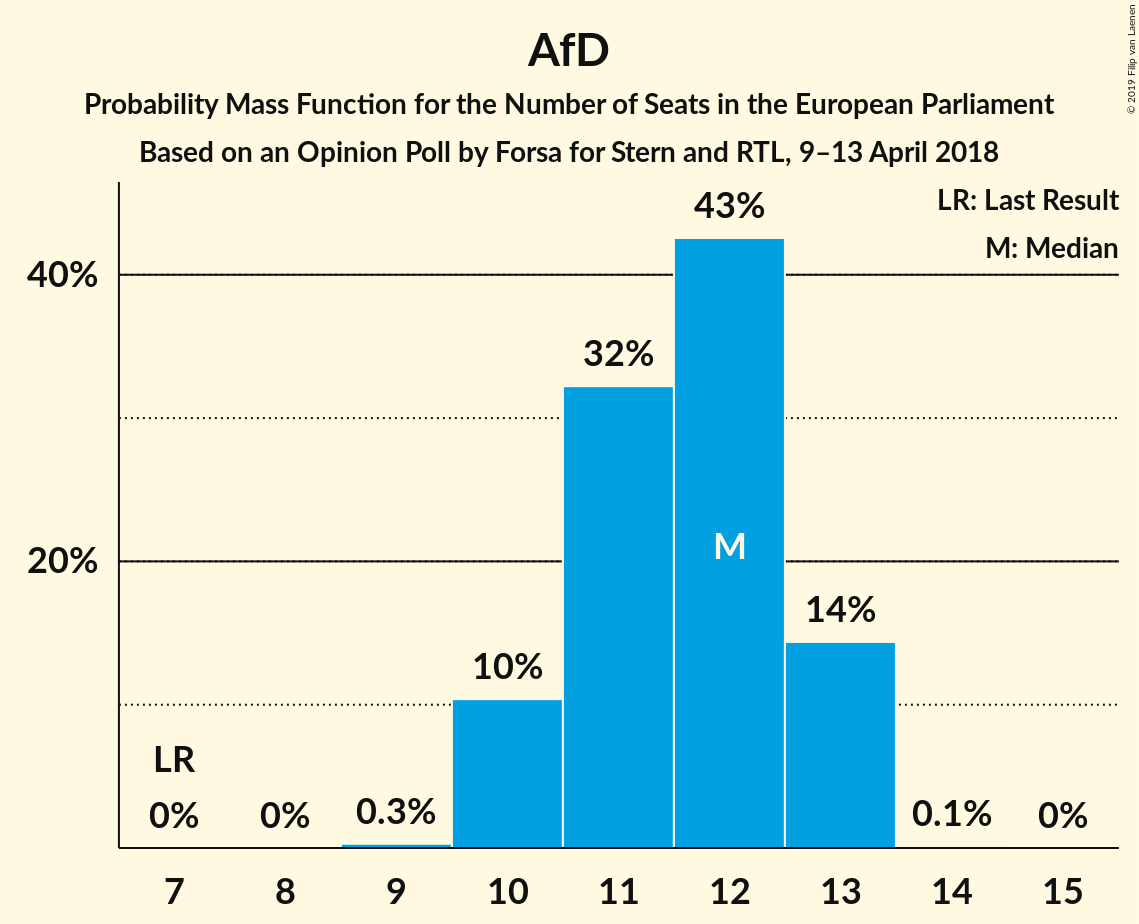 AfD
Probability Mass Function for the Number of Seats in the European Parliament
Based on an Opinion Poll by Forsa for Stern and RTL, 9–13 April 2018
© 2019 Filip van Laenen
LR: Last Result
M: Median
43%
40%
32%
M
20%
14%
10%
LR
0%
0%
0.3%
0.1%
0%
7 8 9 10 11 12 13 14 15